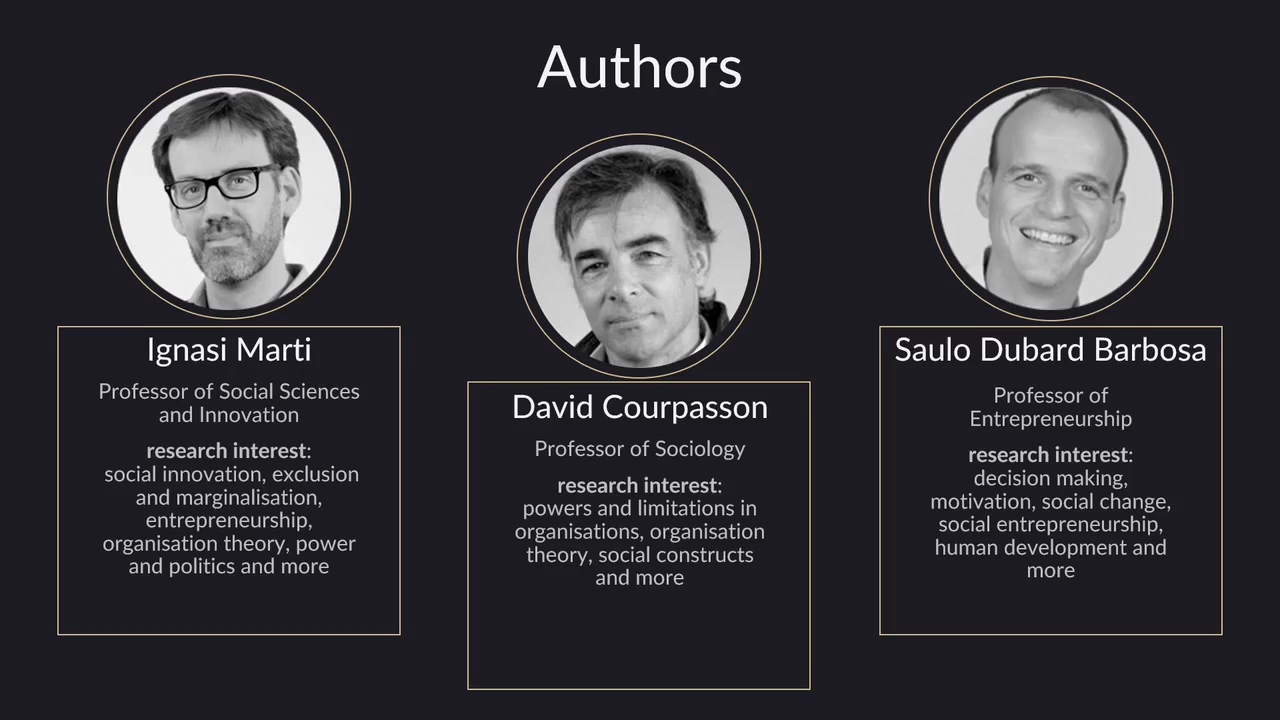 Authors
Ignasi Marti
Professor of Social Sciences
and Innovation
research interest:
social innovation, exclusion
and marginalisation,
entrepreneurship,
organisation theory, power
and politics and more
David Courpasson
Professor of Sociology
research interest:
powers and limitations in
organisations, organisation
theory, social constructs
and more
Saulo Dubard Barbosa
Professor of
Entrepreneurship
research interest:
decision making,
motivation, social change,
social entrepreneurship,
human development and
more